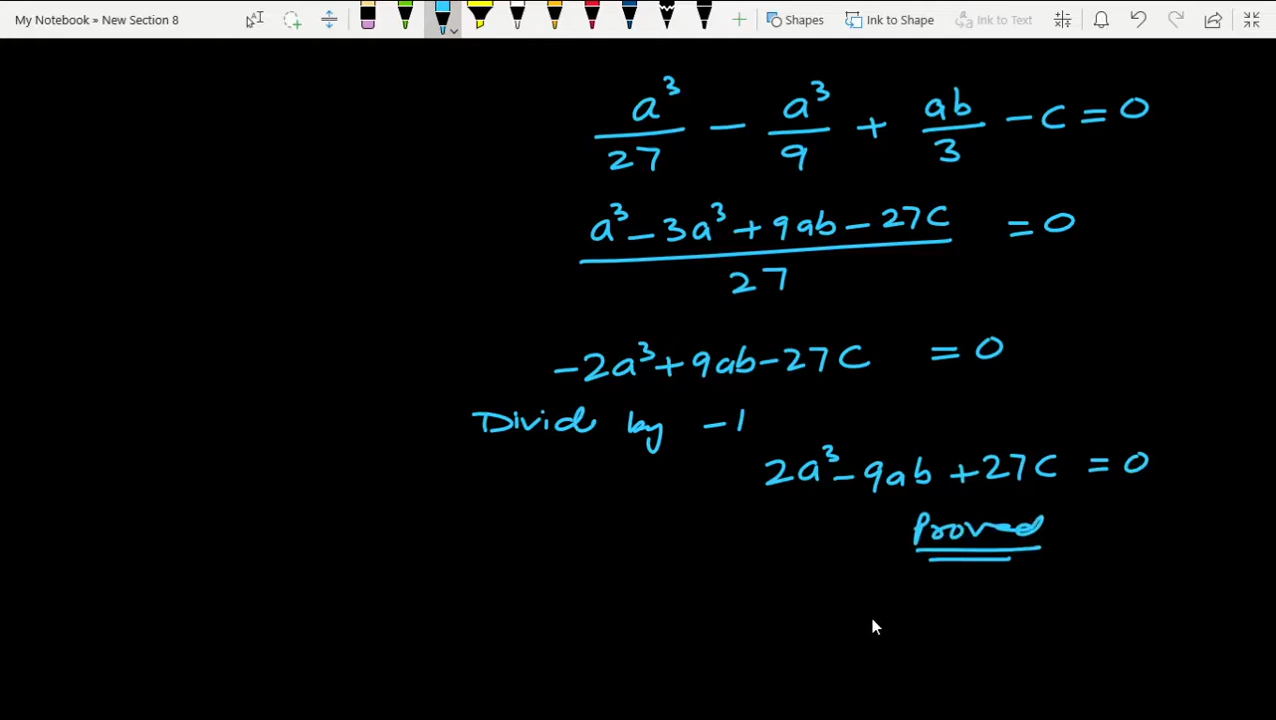 My Notebook » New Section 8
Shapes
Ink to Shape
Ink to Text
a³/27 − a³/9 + ab/3 − C = 0
(a³ − 3a³ + 9ab − 27C)/27 = 0
−2a³ + 9ab − 27C = 0
Divid by −1
2a³ − 9ab + 27C = 0
Proved